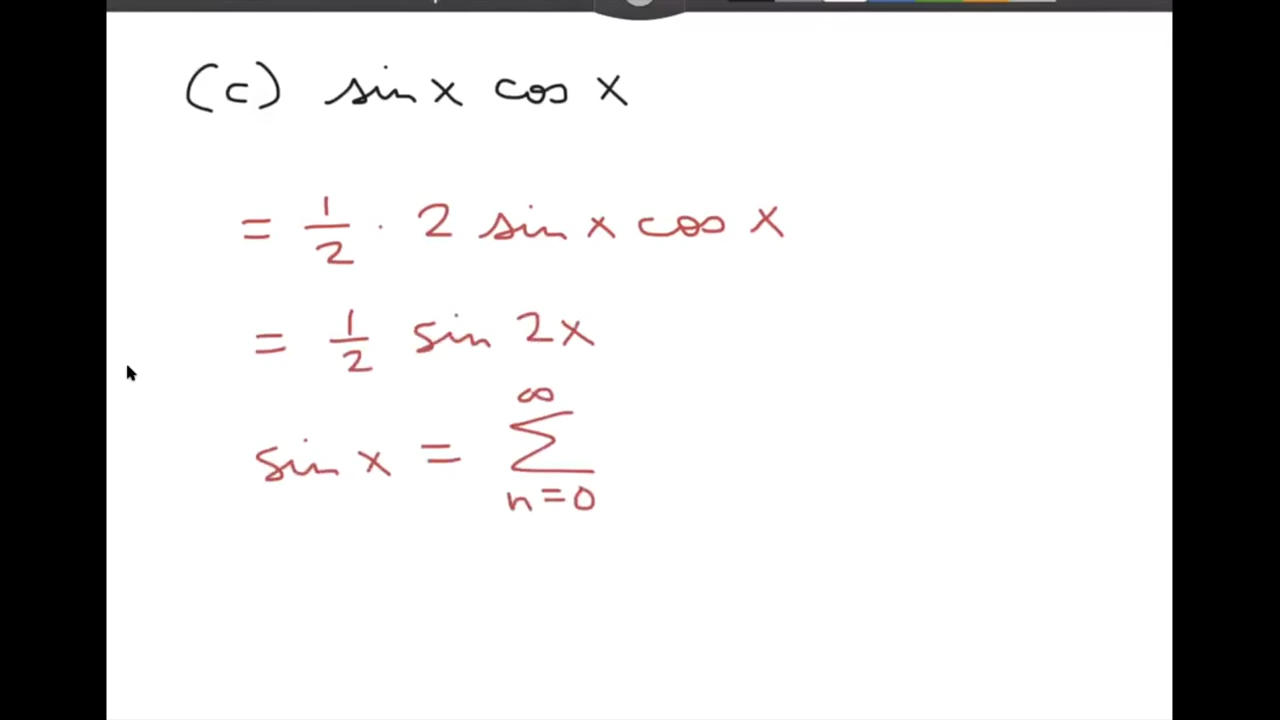 (c) sin x cos x
= 1/2 · 2 sin x cos x
= 1/2 sin 2x
sin x = ∑_{n=0}^{∞}